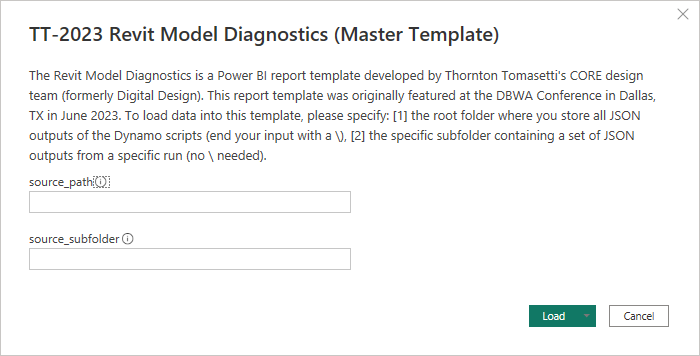 TT-2023 Revit Model Diagnostics (Master Template)
The Revit Model Diagnostics is a Power BI report template developed by Thornton Tomasetti's CORE design
team (formerly Digital Design). This report template was originally featured at the DBWA Conference in Dallas,
TX in June 2023. To load data into this template, please specify: [1] the root folder where you store all JSON
outputs of the Dynamo scripts (end your input with a \), [2] the specific subfolder containing a set of JSON
outputs from a specific run (no \ needed).
source_path
source_subfolder
Load Cancel